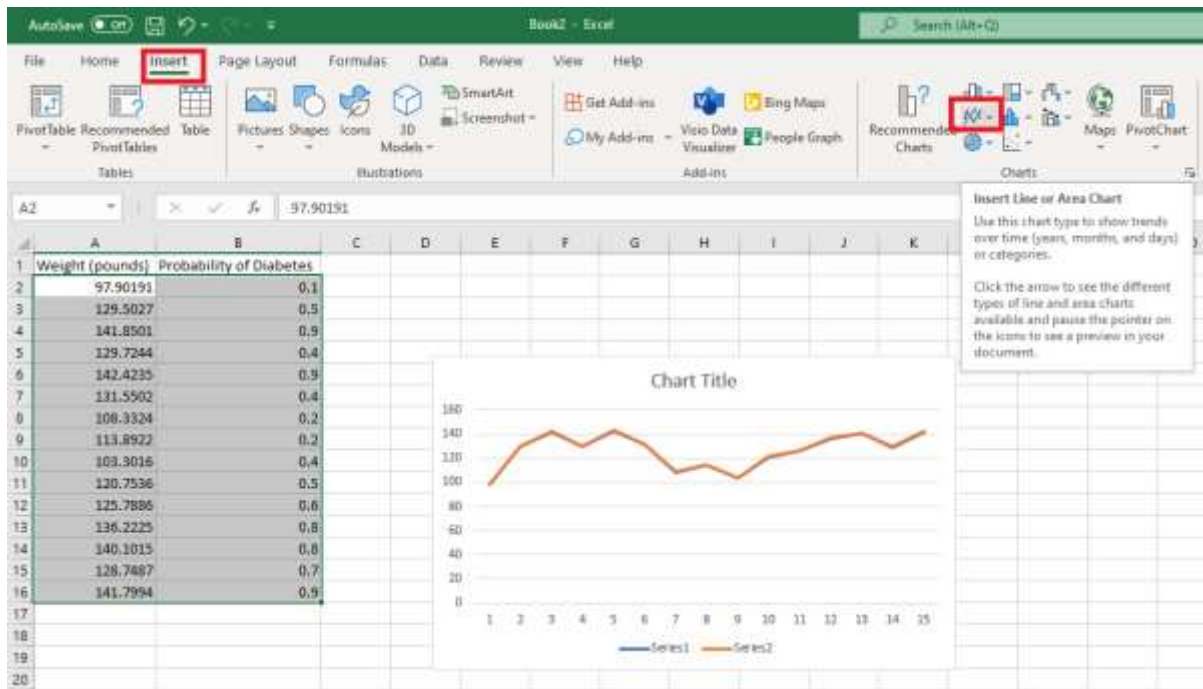 AutoSave Off Book2 - Excel Search (Alt+Q)
File Home Insert Page Layout Formulas Data Review View Help
PivotTable Recommended PivotTables Table Pictures Shapes Icons 3D Models SmartArt Screenshot Get Add-ins My Add-ins Visio Data Visualizer Bing Maps People Graph Recommended Charts Maps PivotChart
Tables Illustrations Add-ins Charts
A2 fx 97.90191
Insert Line or Area Chart
Use this chart type to show trends
over time (years, months, and days)
or categories.
Click the arrow to see the different
types of line and area charts
available and pause the pointer on
the icons to see a preview in your
document.
A B C D E F G H I J K
1 Weight (pounds) Probability of Diabetes
2 97.90191 0.1
3 129.5027 0.5
4 141.8501 0.9
5 129.7244 0.4
6 142.4235 0.9
7 131.5502 0.4
8 108.3324 0.2
9 113.8922 0.2
10 103.3016 0.4
11 120.7536 0.5
12 125.7886 0.6
13 136.2225 0.8
14 140.1015 0.8
15 128.7487 0.7
16 141.7994 0.9
17
18
19
20
Chart Title
160
140
120
100
80
60
40
20
0
1 2 3 4 5 6 7 8 9 10 11 12 13 14 15
Series1 Series2